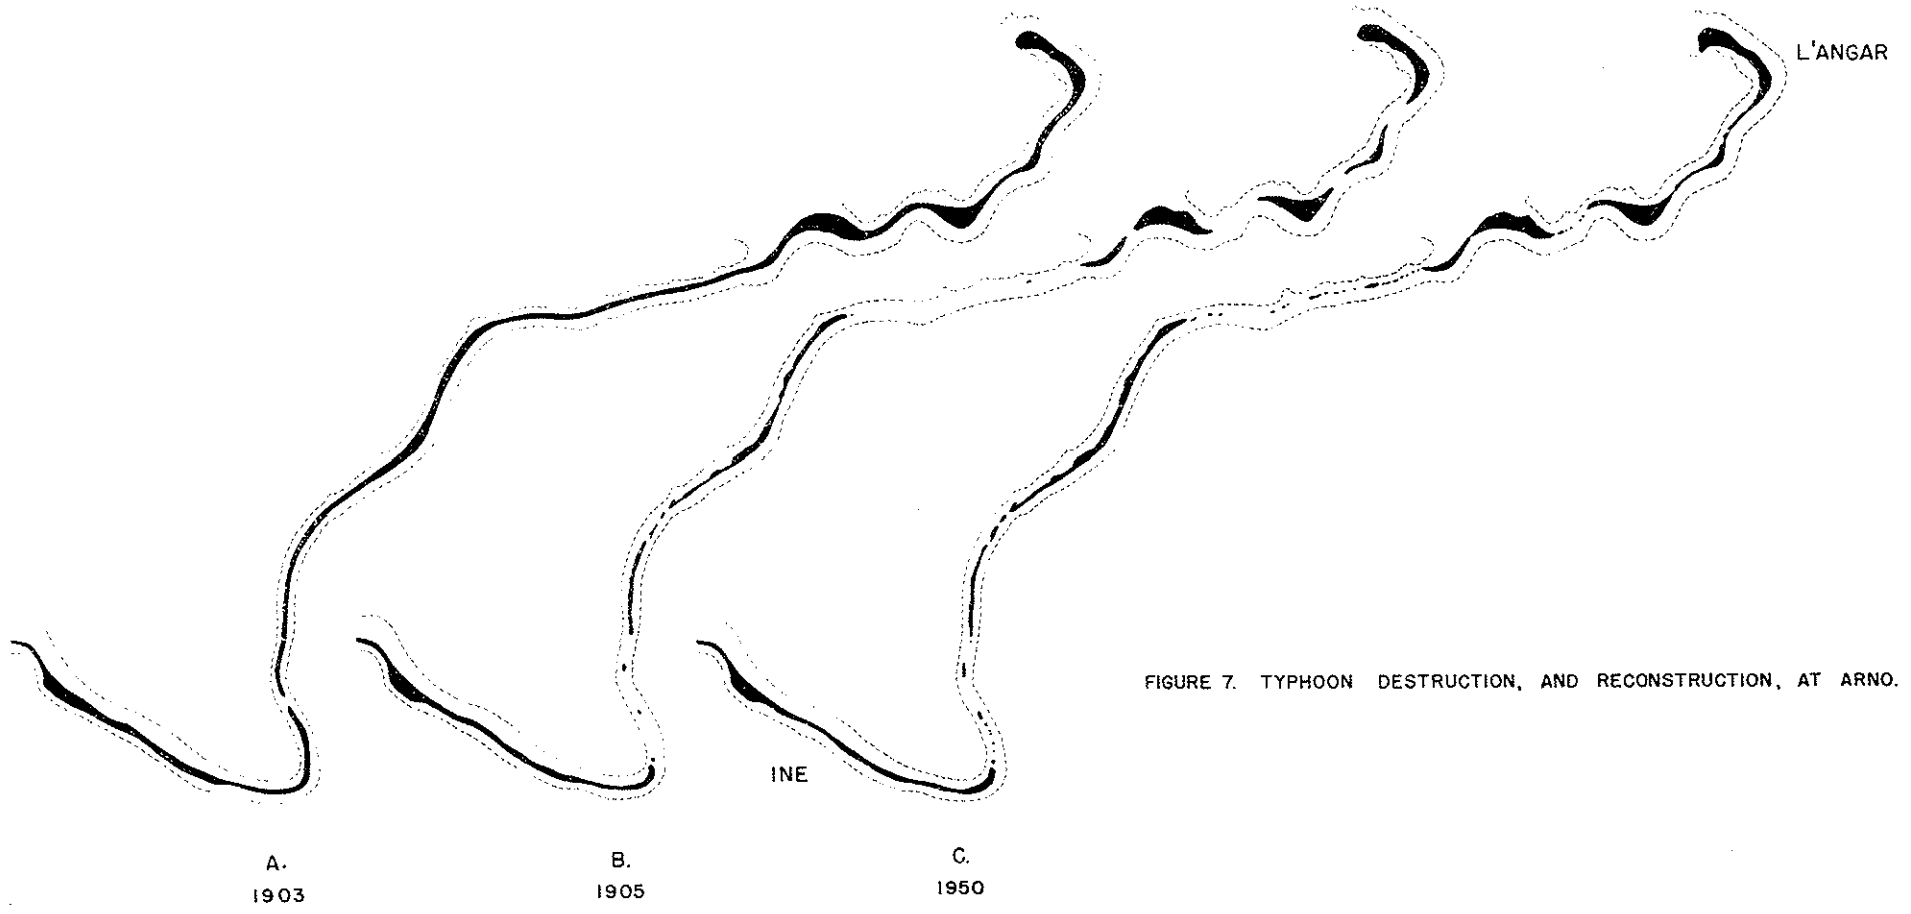 L'ANGAR
FIGURE 7. TYPHOON DESTRUCTION, AND RECONSTRUCTION, AT ARNO.
INE
A.
B.
C.
1903
1905
1950